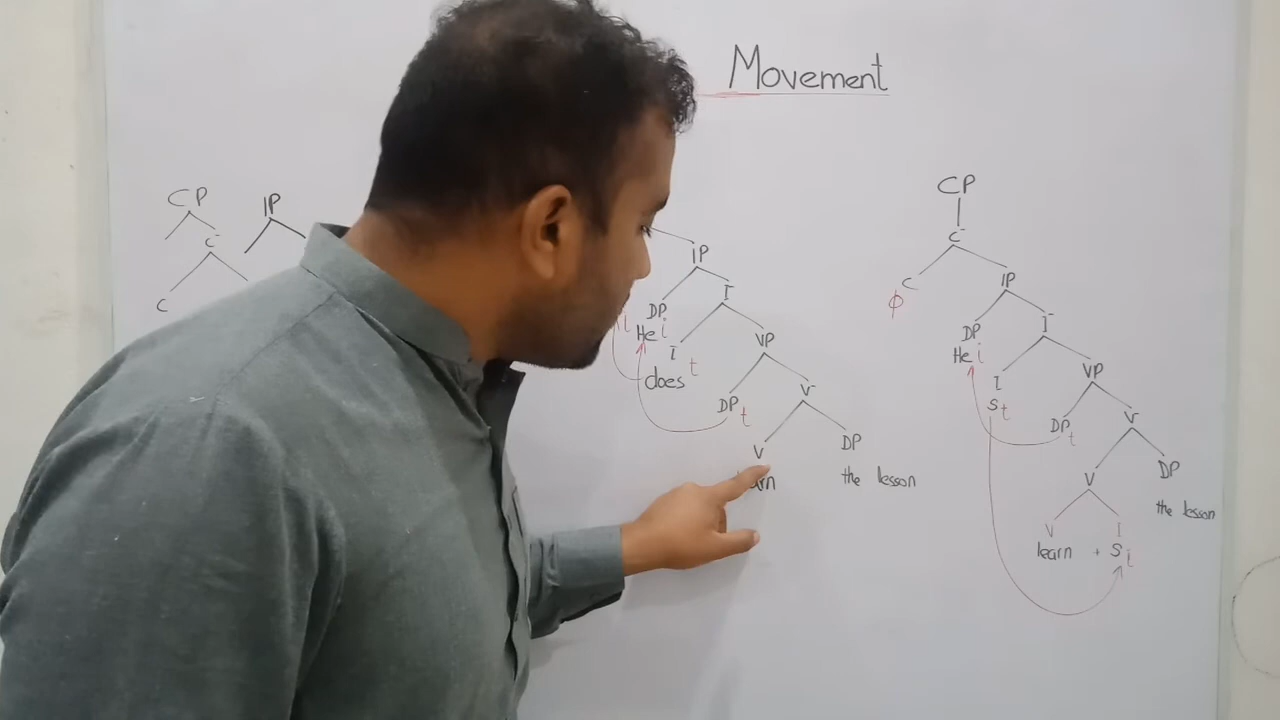 Movement
CP
IP
C̄
C
IP
DP
Ī
He i
i
I
t
does
VP
DP t
V̄
V
DP
the lesson
CP
C̄
C
IP
φ
DP
Ī
He i
I
VP
S t
DP t
V̄
V
DP
the lesson
V
I
learn + S i